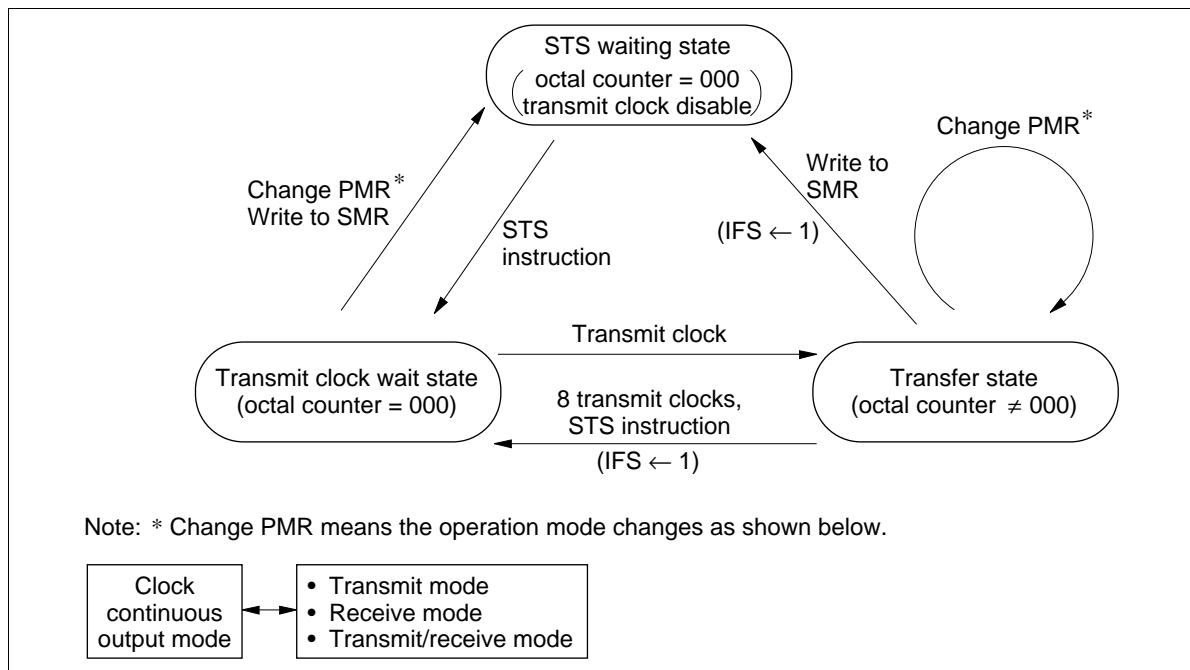 STS waiting state
octal counter = 000
transmit clock disable
Change PMR*
Write to
SMR
Change PMR*
Write to SMR
STS
instruction
(IFS ← 1)
Transmit clock
Transmit clock wait state
(octal counter = 000)
8 transmit clocks,
STS instruction
(IFS ← 1)
Transfer state
(octal counter ≠ 000)
Note: * Change PMR means the operation mode changes as shown below.
Clock
continuous
output mode
• Transmit mode
• Receive mode
• Transmit/receive mode